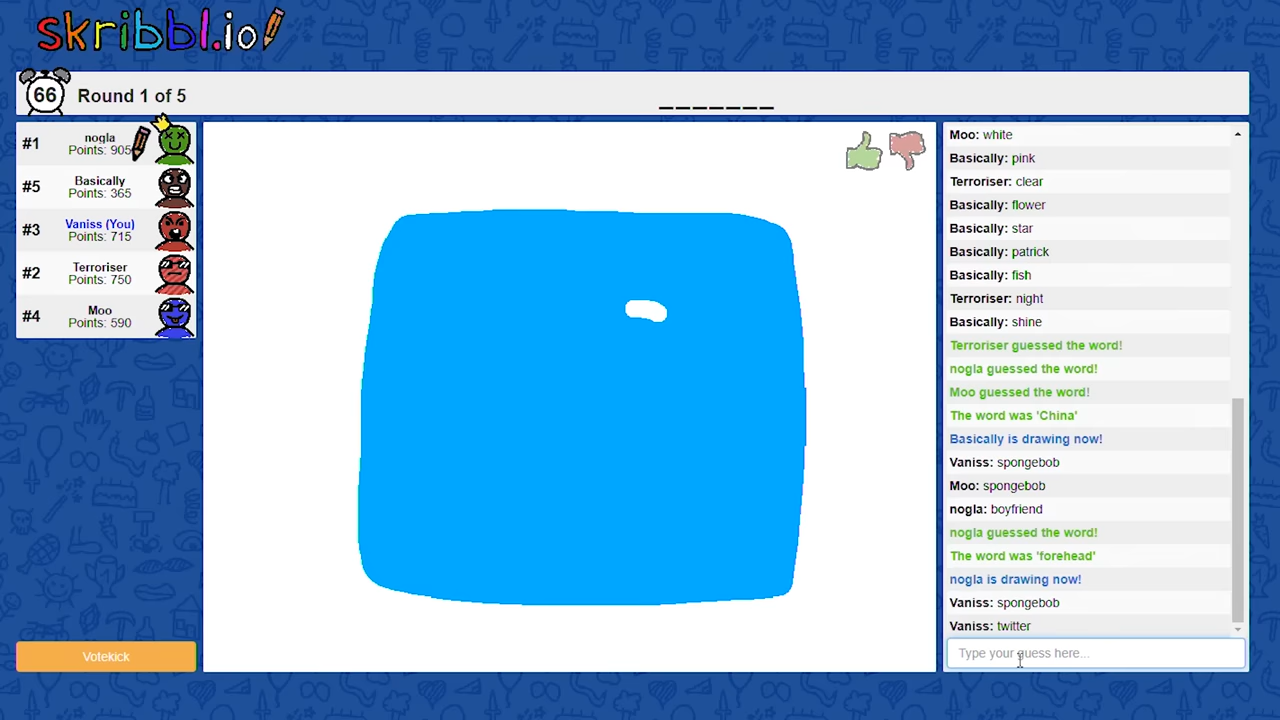 skribbl.io
66
Round 1 of 5
_______
#1 nogla
Points: 905
#5 Basically
Points: 365
#3 Vaniss (You)
Points: 715
#2 Terroriser
Points: 750
#4 Moo
Points: 590
Votekick
Moo: white
Basically: pink
Terroriser: clear
Basically: flower
Basically: star
Basically: patrick
Basically: fish
Terroriser: night
Basically: shine
Terroriser guessed the word!
nogla guessed the word!
Moo guessed the word!
The word was 'China'
Basically is drawing now!
Vaniss: spongebob
Moo: spongebob
nogla: boyfriend
nogla guessed the word!
The word was 'forehead'
nogla is drawing now!
Vaniss: spongebob
Vaniss: twitter
Type your guess here...